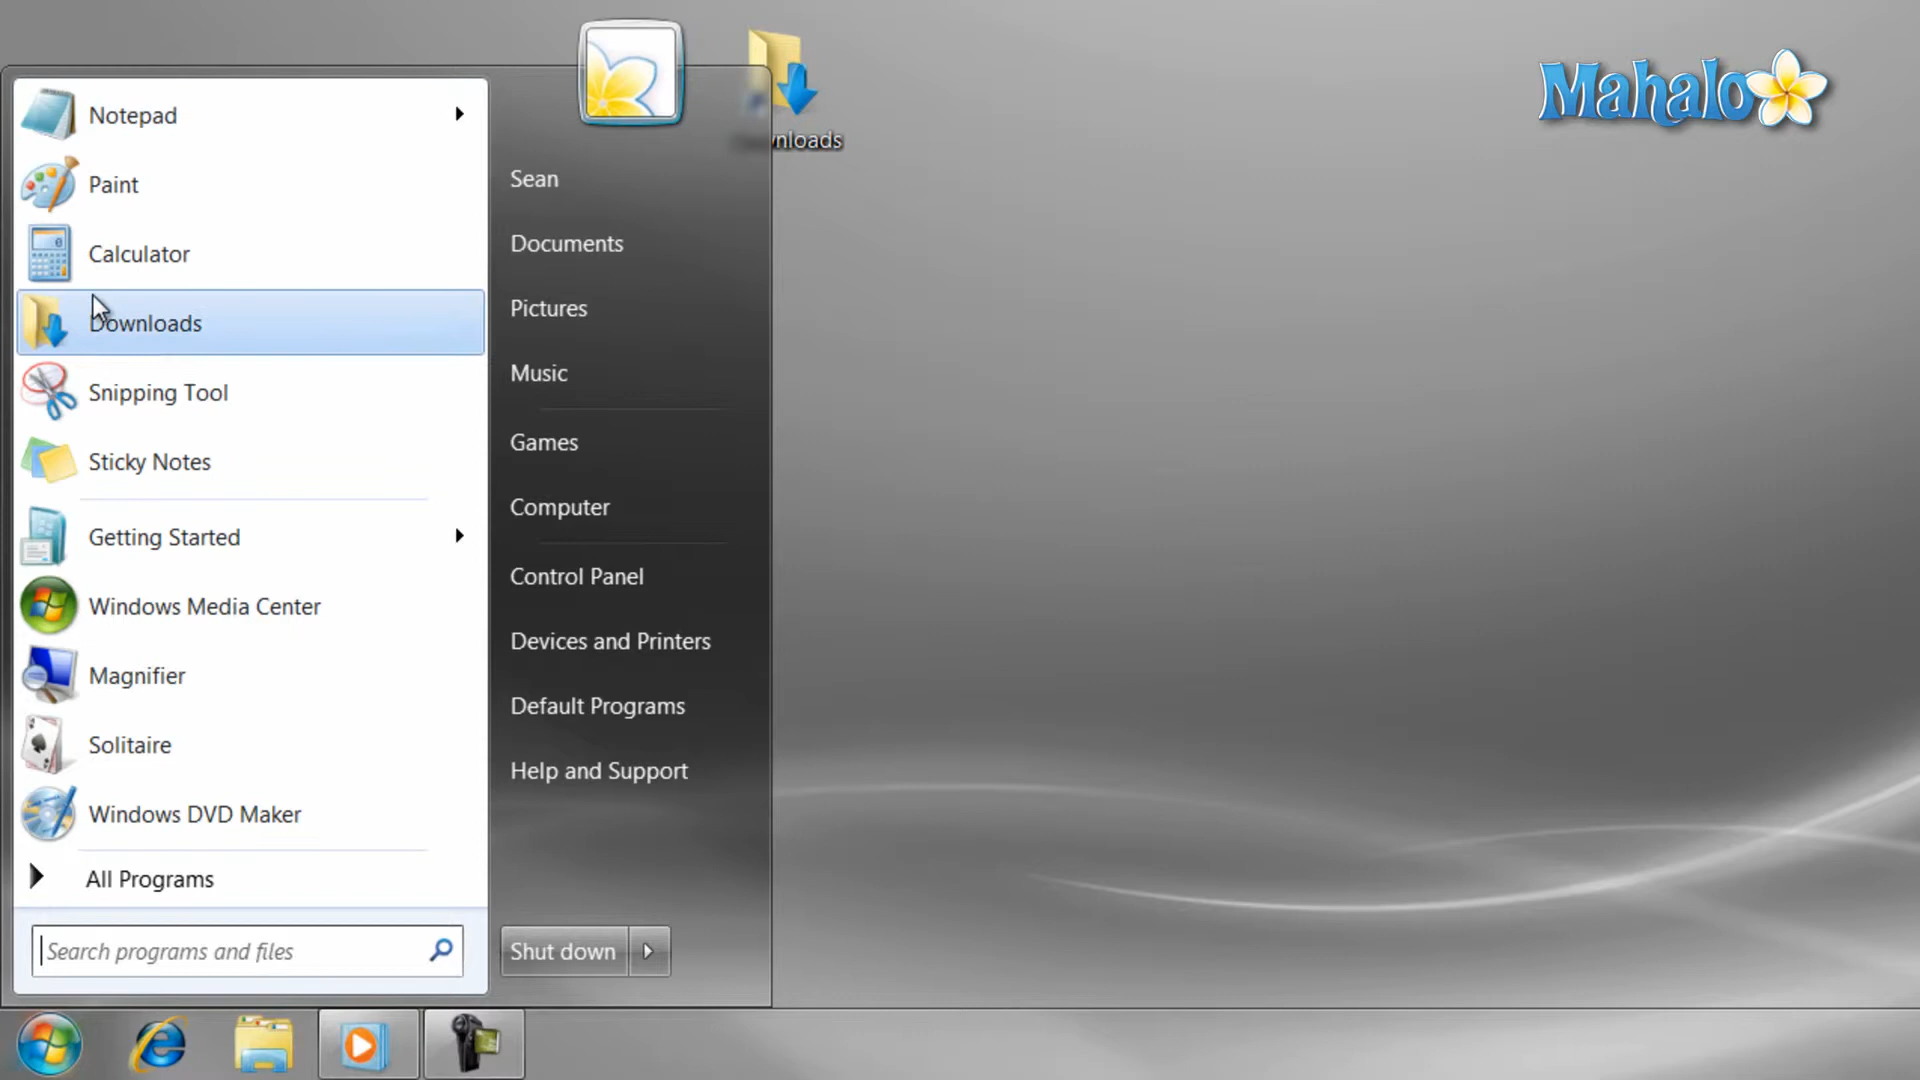 Mahalo
Notepad
Paint
Calculator
Downloads
Snipping Tool
Sticky Notes
Getting Started
Windows Media Center
Magnifier
Solitaire
Windows DVD Maker
All Programs
Search programs and files
Sean
Documents
Pictures
Music
Games
Computer
Control Panel
Devices and Printers
Default Programs
Help and Support
Shut down
nloads